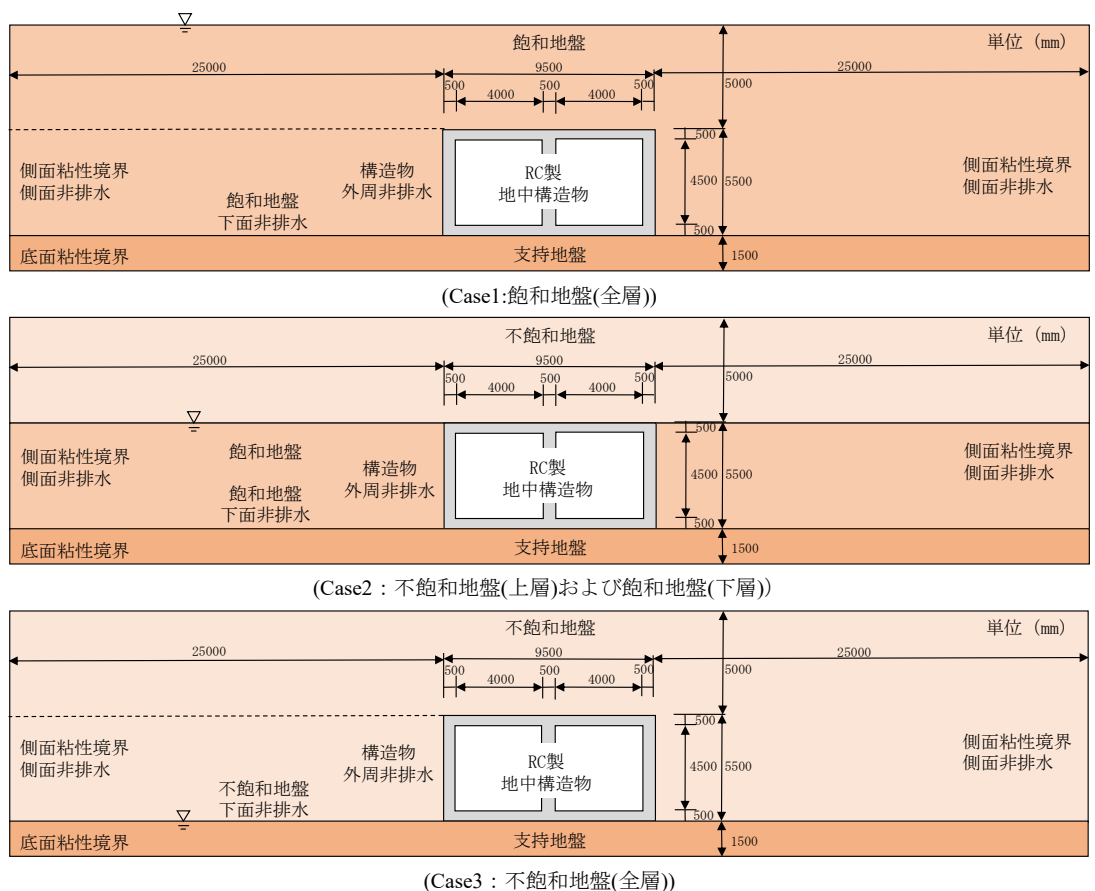 飽和地盤
単位（mm）
25000
9500
25000
500
500
500
4000
4000
5000
側面粘性境界
側面非排水
飽和地盤
下面非排水
構造物
外周非排水
RC製
地中構造物
500
4500
5500
500
側面粘性境界
側面非排水
底面粘性境界
支持地盤
1500
(Case1:飽和地盤(全層))
不飽和地盤
単位（mm）
25000
9500
25000
500
500
500
4000
4000
5000
側面粘性境界
側面非排水
飽和地盤
飽和地盤
下面非排水
構造物
外周非排水
RC製
地中構造物
500
4500
5500
500
側面粘性境界
側面非排水
底面粘性境界
支持地盤
1500
(Case2：不飽和地盤(上層)および飽和地盤(下層))
不飽和地盤
単位（mm）
25000
9500
25000
500
500
500
4000
4000
5000
側面粘性境界
側面非排水
不飽和地盤
下面非排水
構造物
外周非排水
RC製
地中構造物
500
4500
5500
500
側面粘性境界
側面非排水
底面粘性境界
支持地盤
1500
(Case3：不飽和地盤(全層))